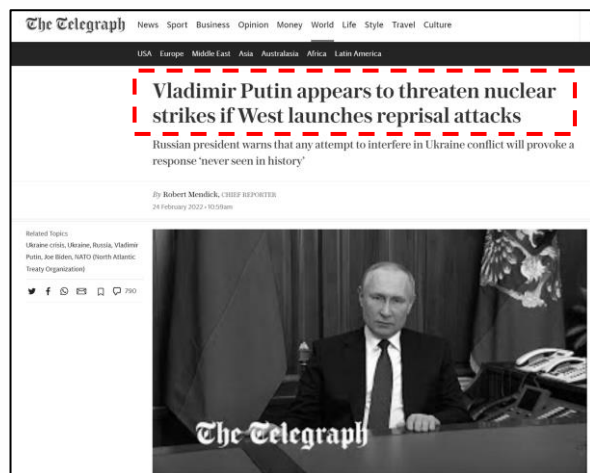 The Telegraph
News Sport Business Opinion Money World Life Style Travel Culture
USA Europe Middle East Asia Australasia Africa Latin America
Vladimir Putin appears to threaten nuclear
strikes if West launches reprisal attacks
Russian president warns that any attempt to interfere in Ukraine conflict will provoke a
response ‘never seen in history’
By Robert Mendick, CHIEF REPORTER
24 February 2022 • 10:59am
Related Topics
Ukraine crisis, Ukraine, Russia, Vladimir
Putin, Joe Biden, NATO (North Atlantic
Treaty Organization)
790
The Telegraph